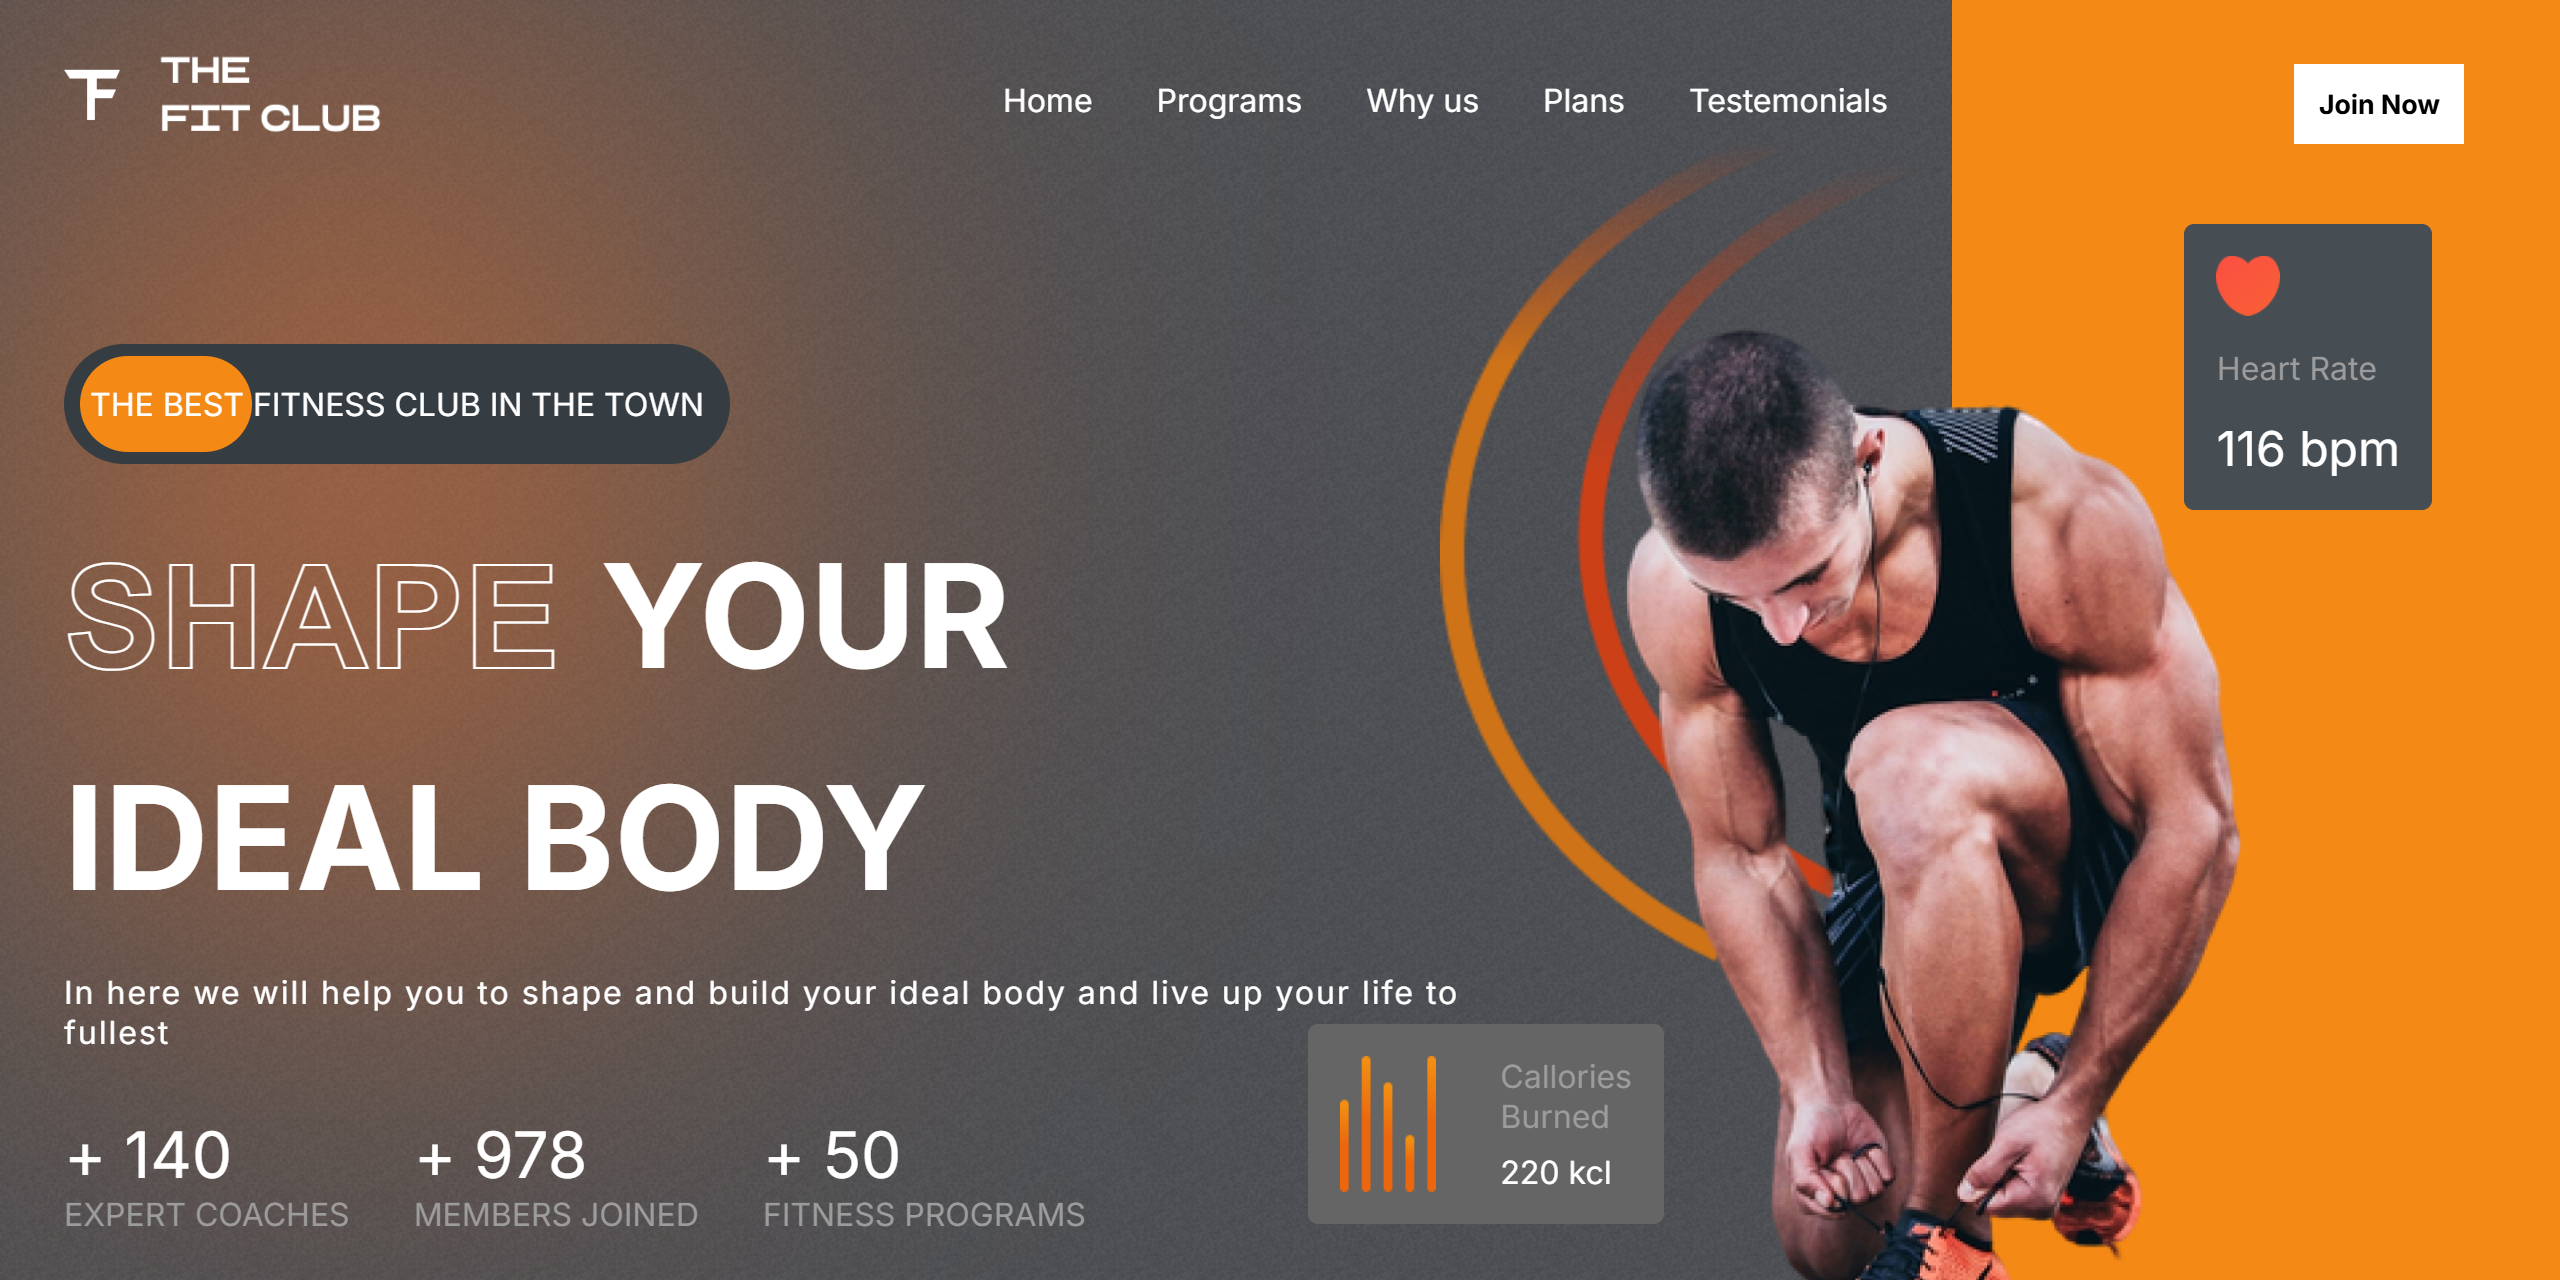 THE
FIT CLUB
Home Programs Why us Plans Testemonials
Join Now
THE BEST FITNESS CLUB IN THE TOWN
SHAPE YOUR
IDEAL BODY
In here we will help you to shape and build your ideal body and live up your life to
fullest
+ 140
EXPERT COACHES
+ 978
MEMBERS JOINED
+ 50
FITNESS PROGRAMS
Heart Rate
116 bpm
Callories
Burned
220 kcl